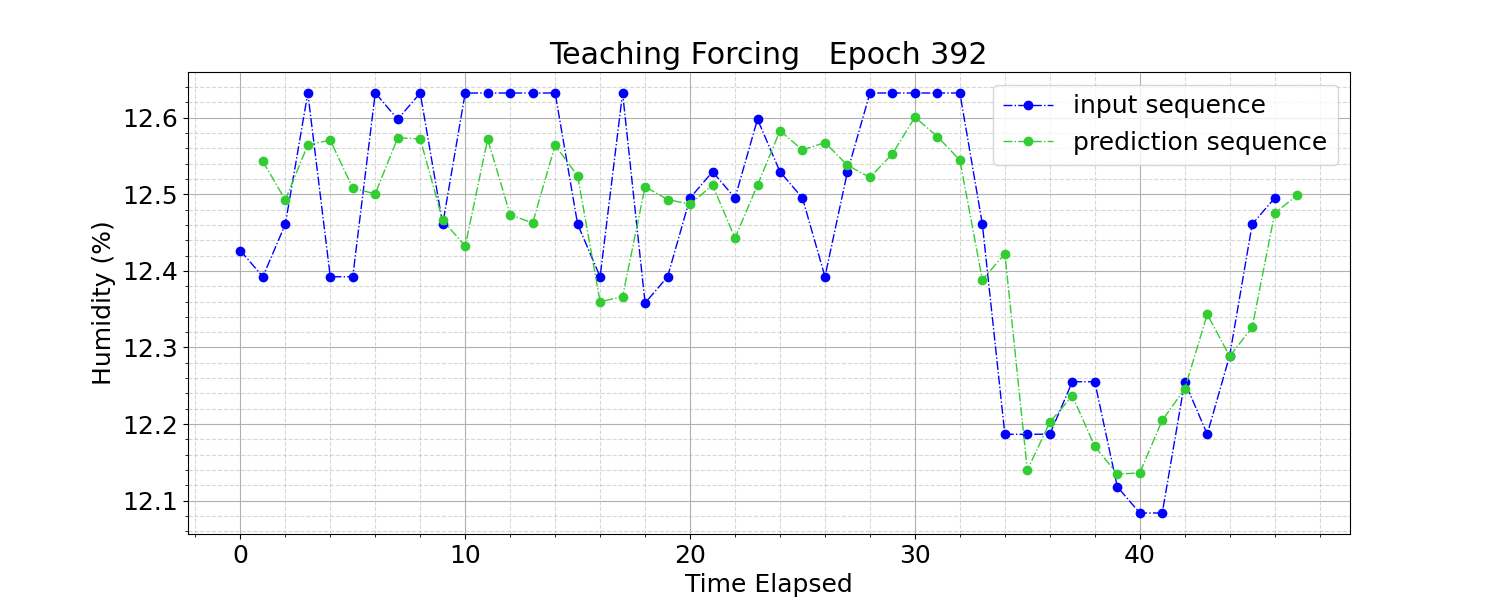 Teaching Forcing   Epoch 392
input sequence
prediction sequence
Humidity (%)
12.6
12.5
12.4
12.3
12.2
12.1
0 10 20 30 40
Time Elapsed